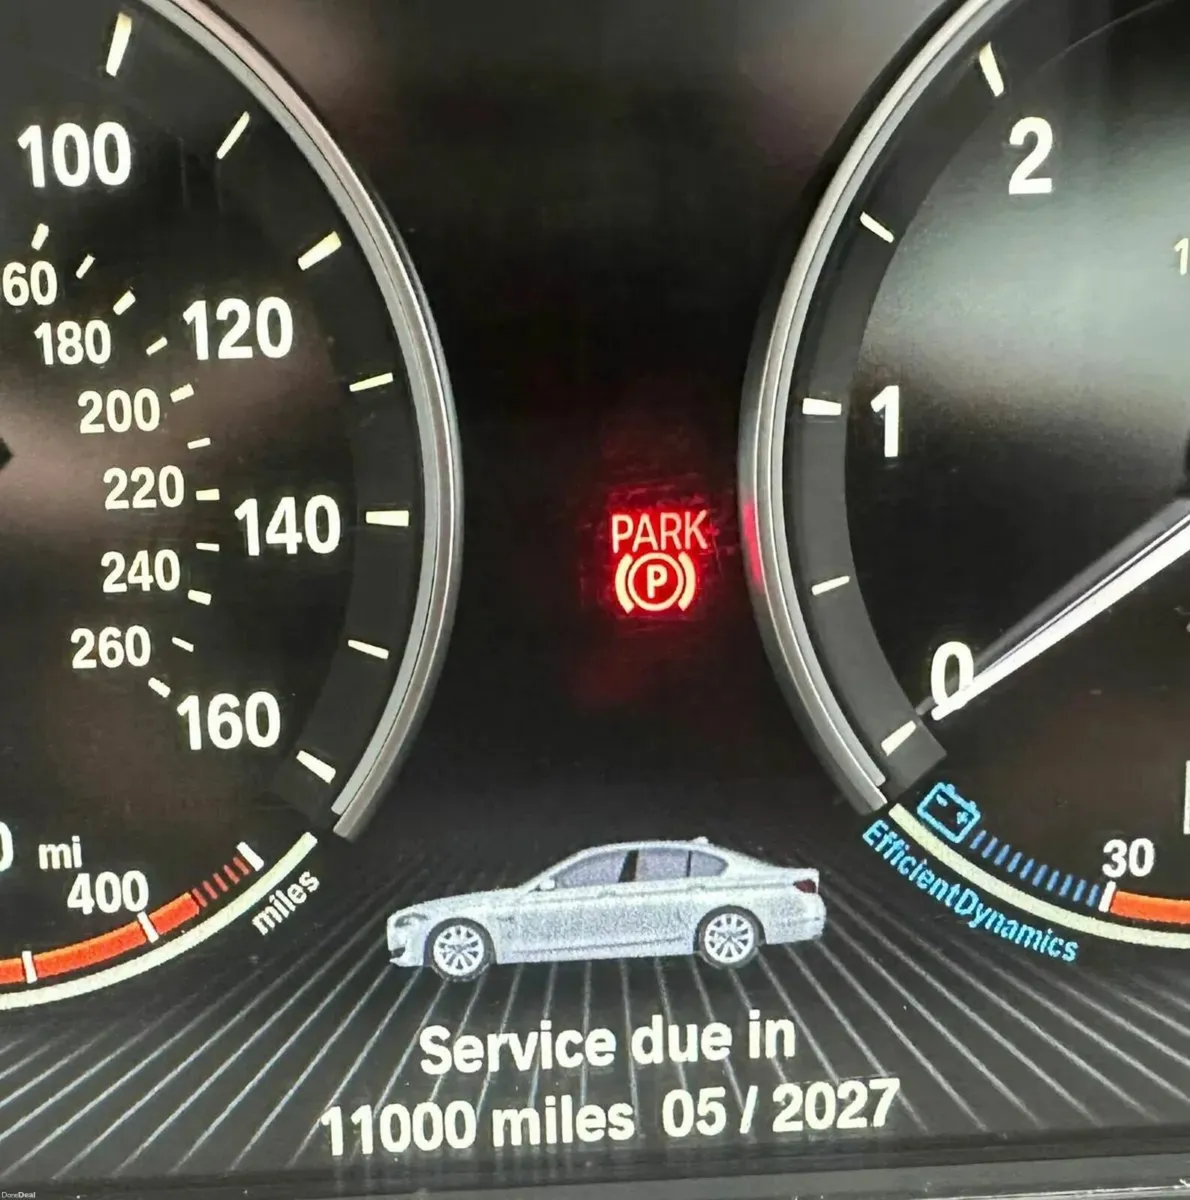 100
120
140
160
60
180
200
220
240
260
mi
400
miles
PARK
P
2
1
0
30
EfficientDynamics
Service due in
11000 miles 05 / 2027
DoneDeal